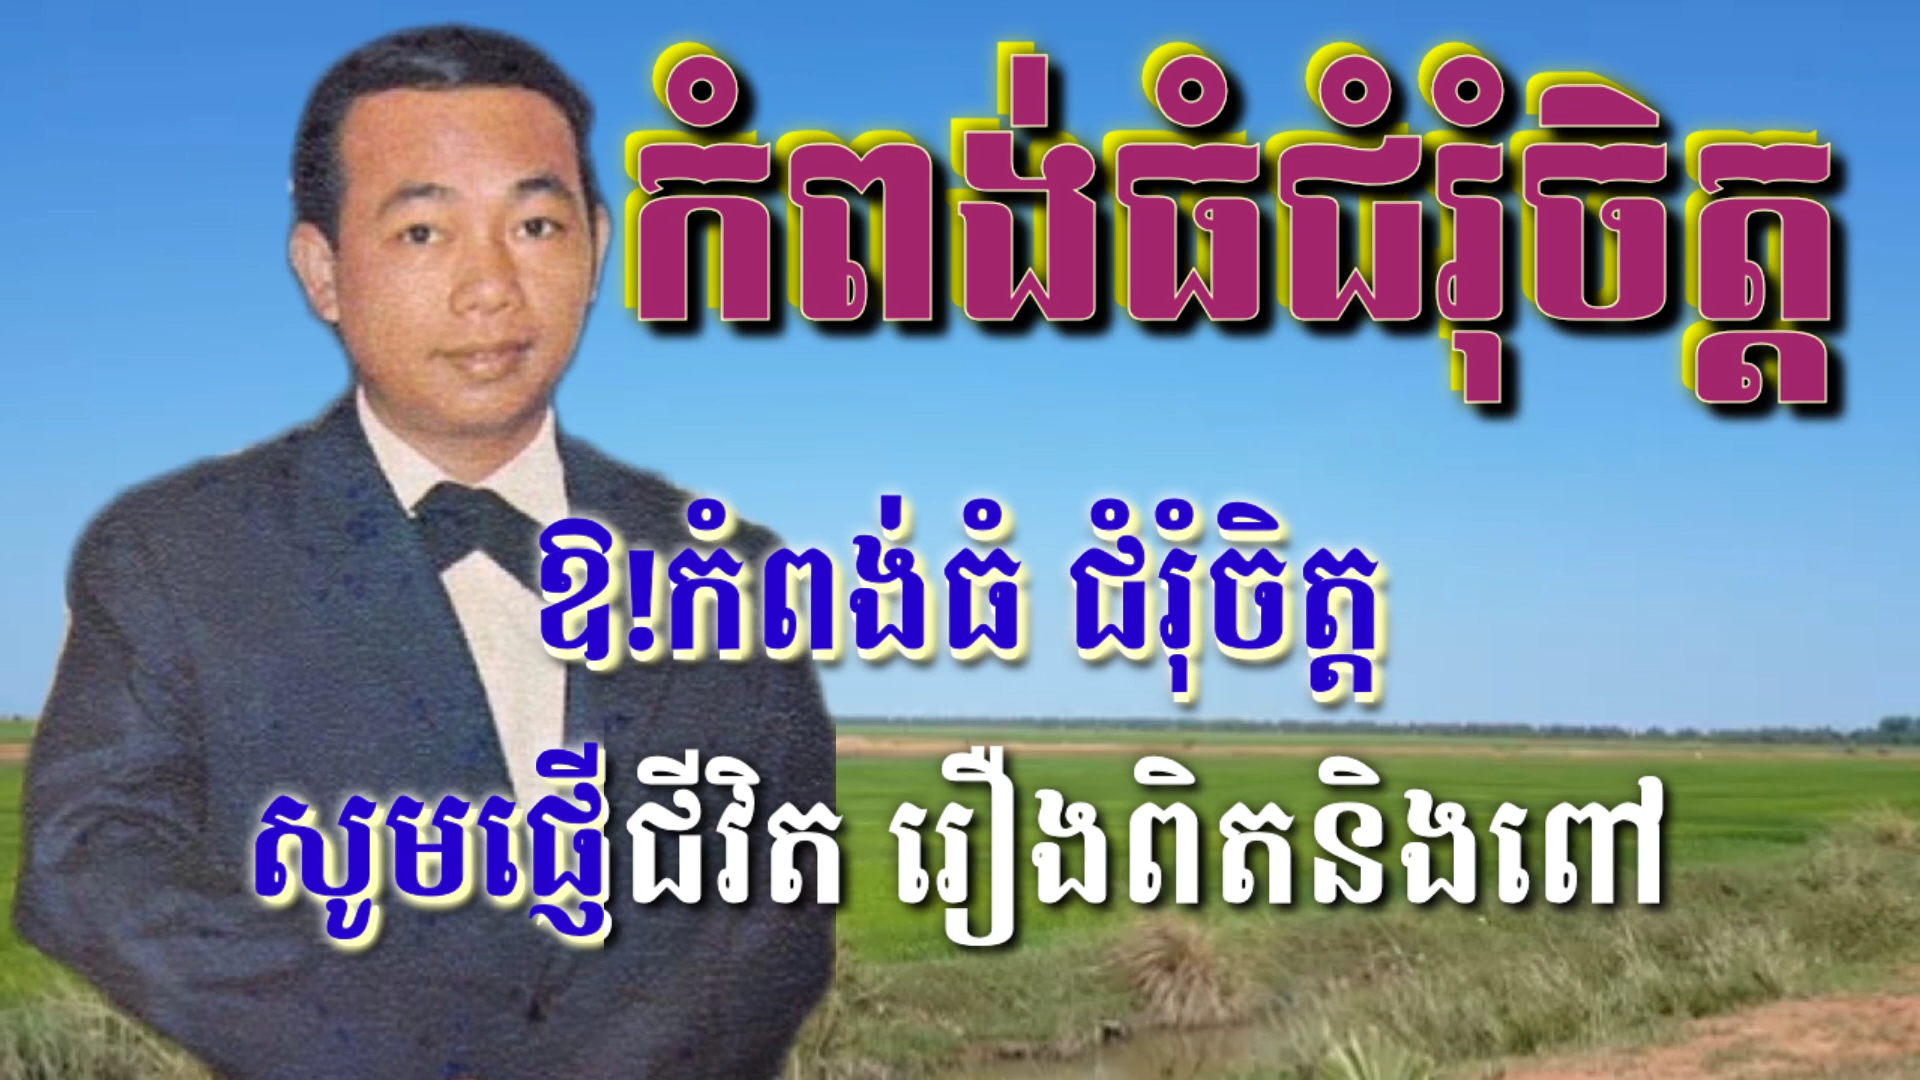 កំពង់ធំជំរុំចិត្ត
ឱ!កំពង់ធំ ជំរុំចិត្ត
សូមផ្ញើជីវិត រឿងពិតនិងពៅ